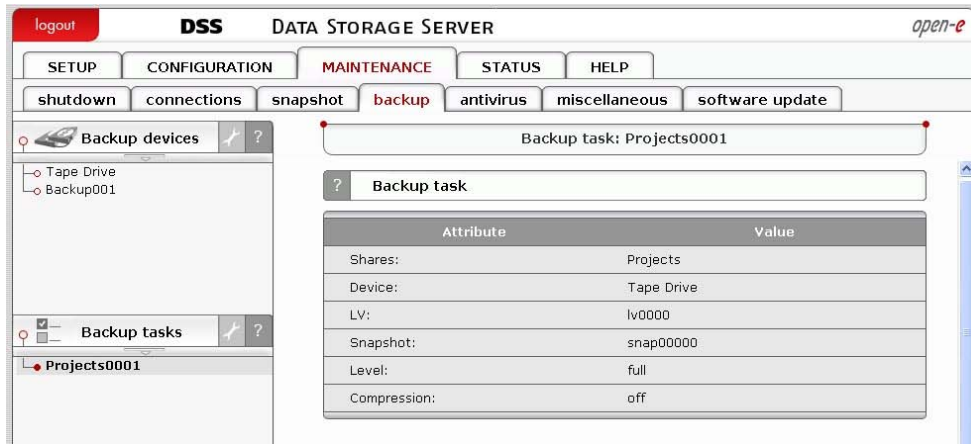 logout
DSS DATA STORAGE SERVER
open-e
SETUP CONFIGURATION MAINTENANCE STATUS HELP
shutdown connections snapshot backup antivirus miscellaneous software update
Backup devices ?
Tape Drive
Backup001
Backup tasks ?
Projects0001
Backup task: Projects0001
? Backup task
Attribute Value
Shares: Projects
Device: Tape Drive
LV: lv0000
Snapshot: snap00000
Level: full
Compression: off